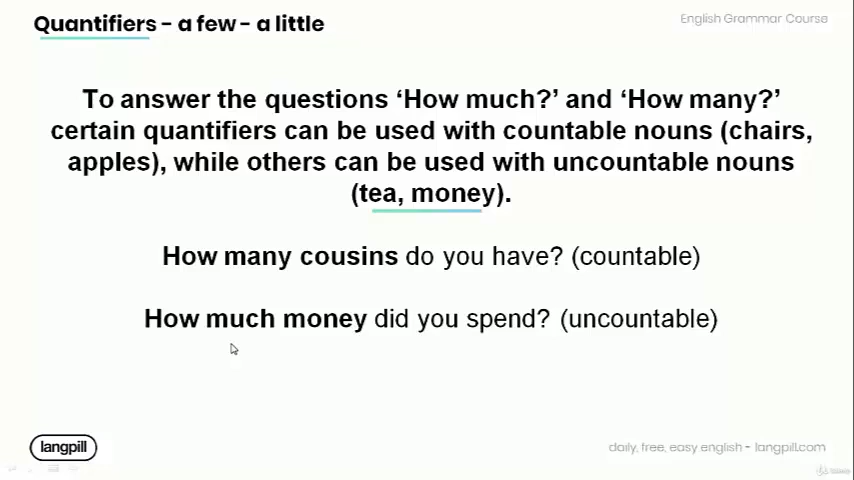 Quantifiers - a few - a little
English Grammar Course
To answer the questions ‘How much?’ and ‘How many?’
certain quantifiers can be used with countable nouns (chairs,
apples), while others can be used with uncountable nouns
(tea, money).
How many cousins do you have? (countable)
How much money did you spend? (uncountable)
langpill
daily, free, easy english - langpill.com